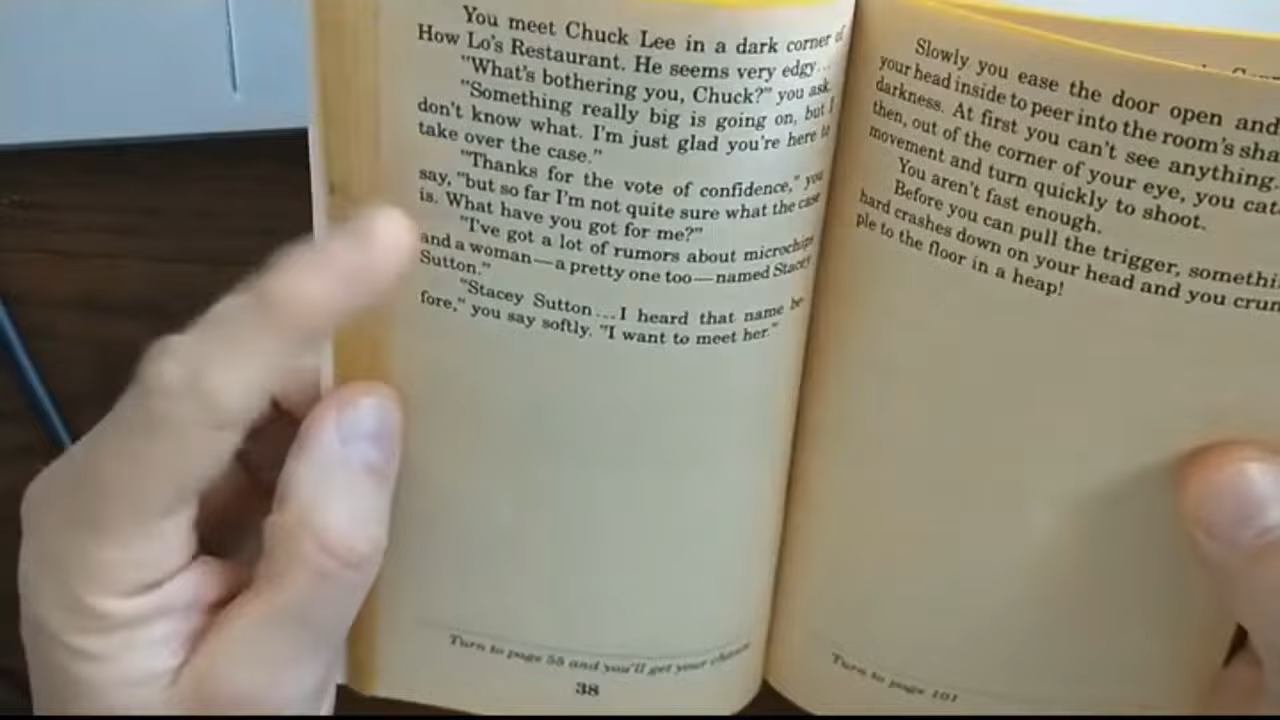 You meet Chuck Lee in a dark corner of
How Lo's Restaurant. He seems very edgy...
"What's bothering you, Chuck?" you ask.
"Something really big is going on, but I
don't know what. I'm just glad you're here to
take over the case."
"Thanks for the vote of confidence," you
say, "but so far I'm not quite sure what the case
is. What have you got for me?"
"I've got a lot of rumors about microchips
and a woman—a pretty one too—named Stacey
Sutton."
"Stacey Sutton...I heard that name be-
fore," you say softly. "I want to meet her."
Turn to page 55 and you'll get your chance
38
Slowly you ease the door open and
your head inside to peer into the room's sha
darkness. At first you can't see anything.
then, out of the corner of your eye, you cat
movement and turn quickly to shoot.
You aren't fast enough.
Before you can pull the trigger, somethi
hard crashes down on your head and you crum
ple to the floor in a heap!
Turn to page 101